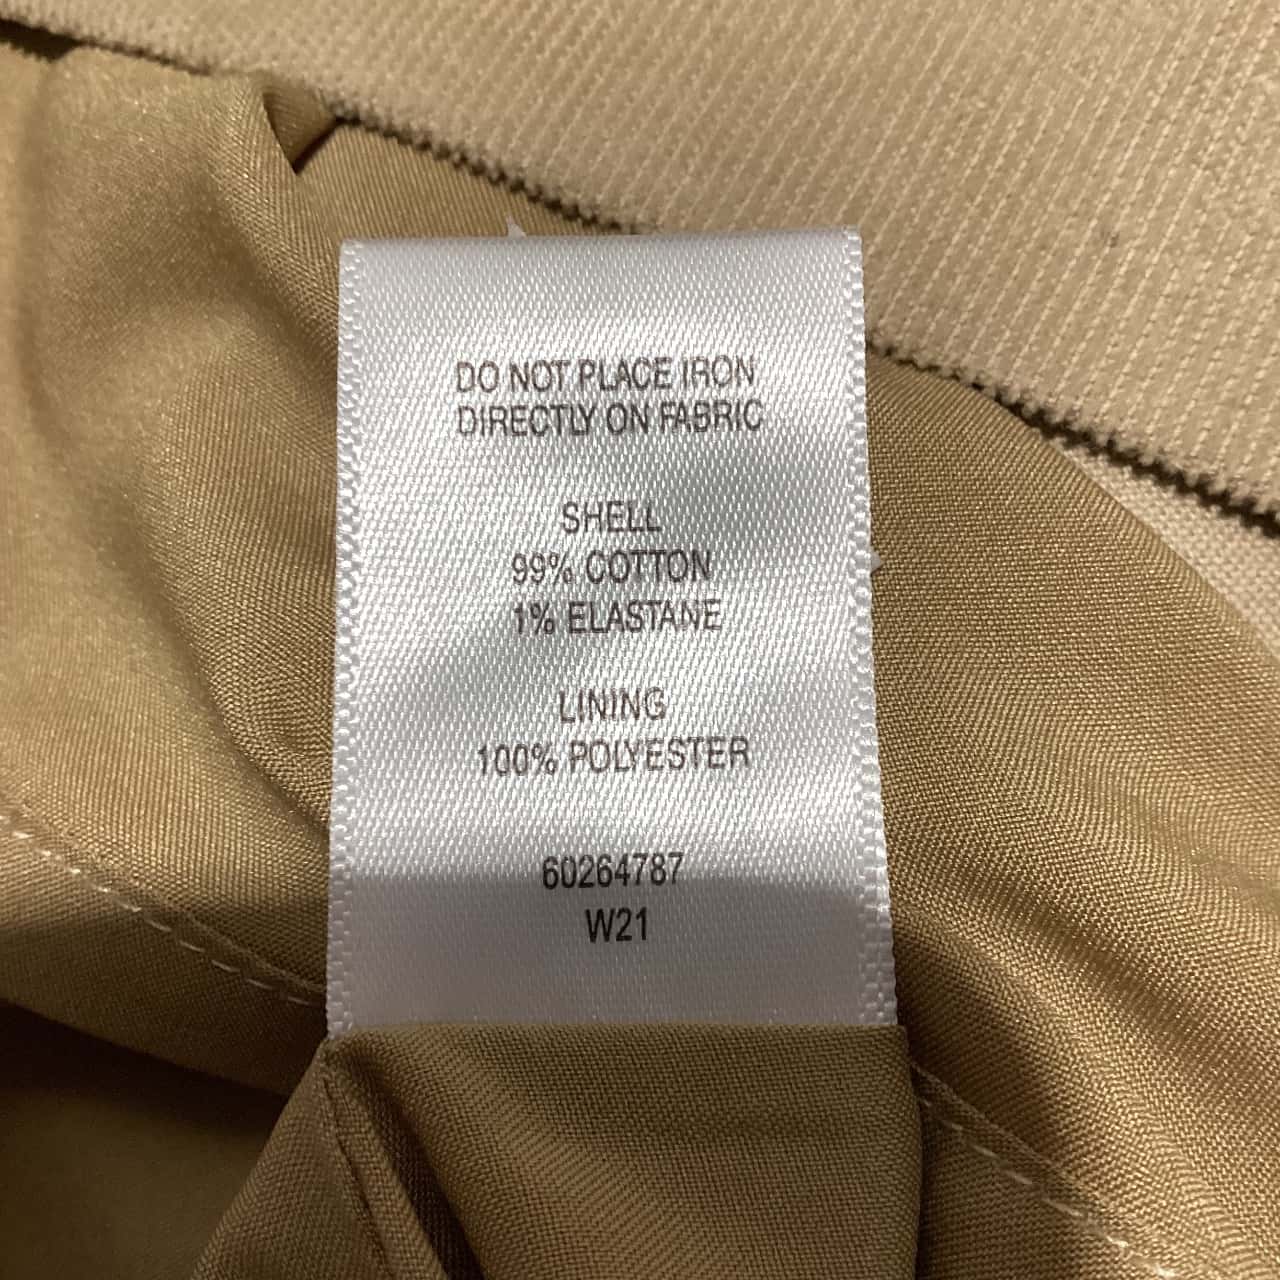 DO NOT PLACE IRON
DIRECTLY ON FABRIC
SHELL
99% COTTON
1% ELASTANE
LINING
100% POLYESTER
60264787
W21